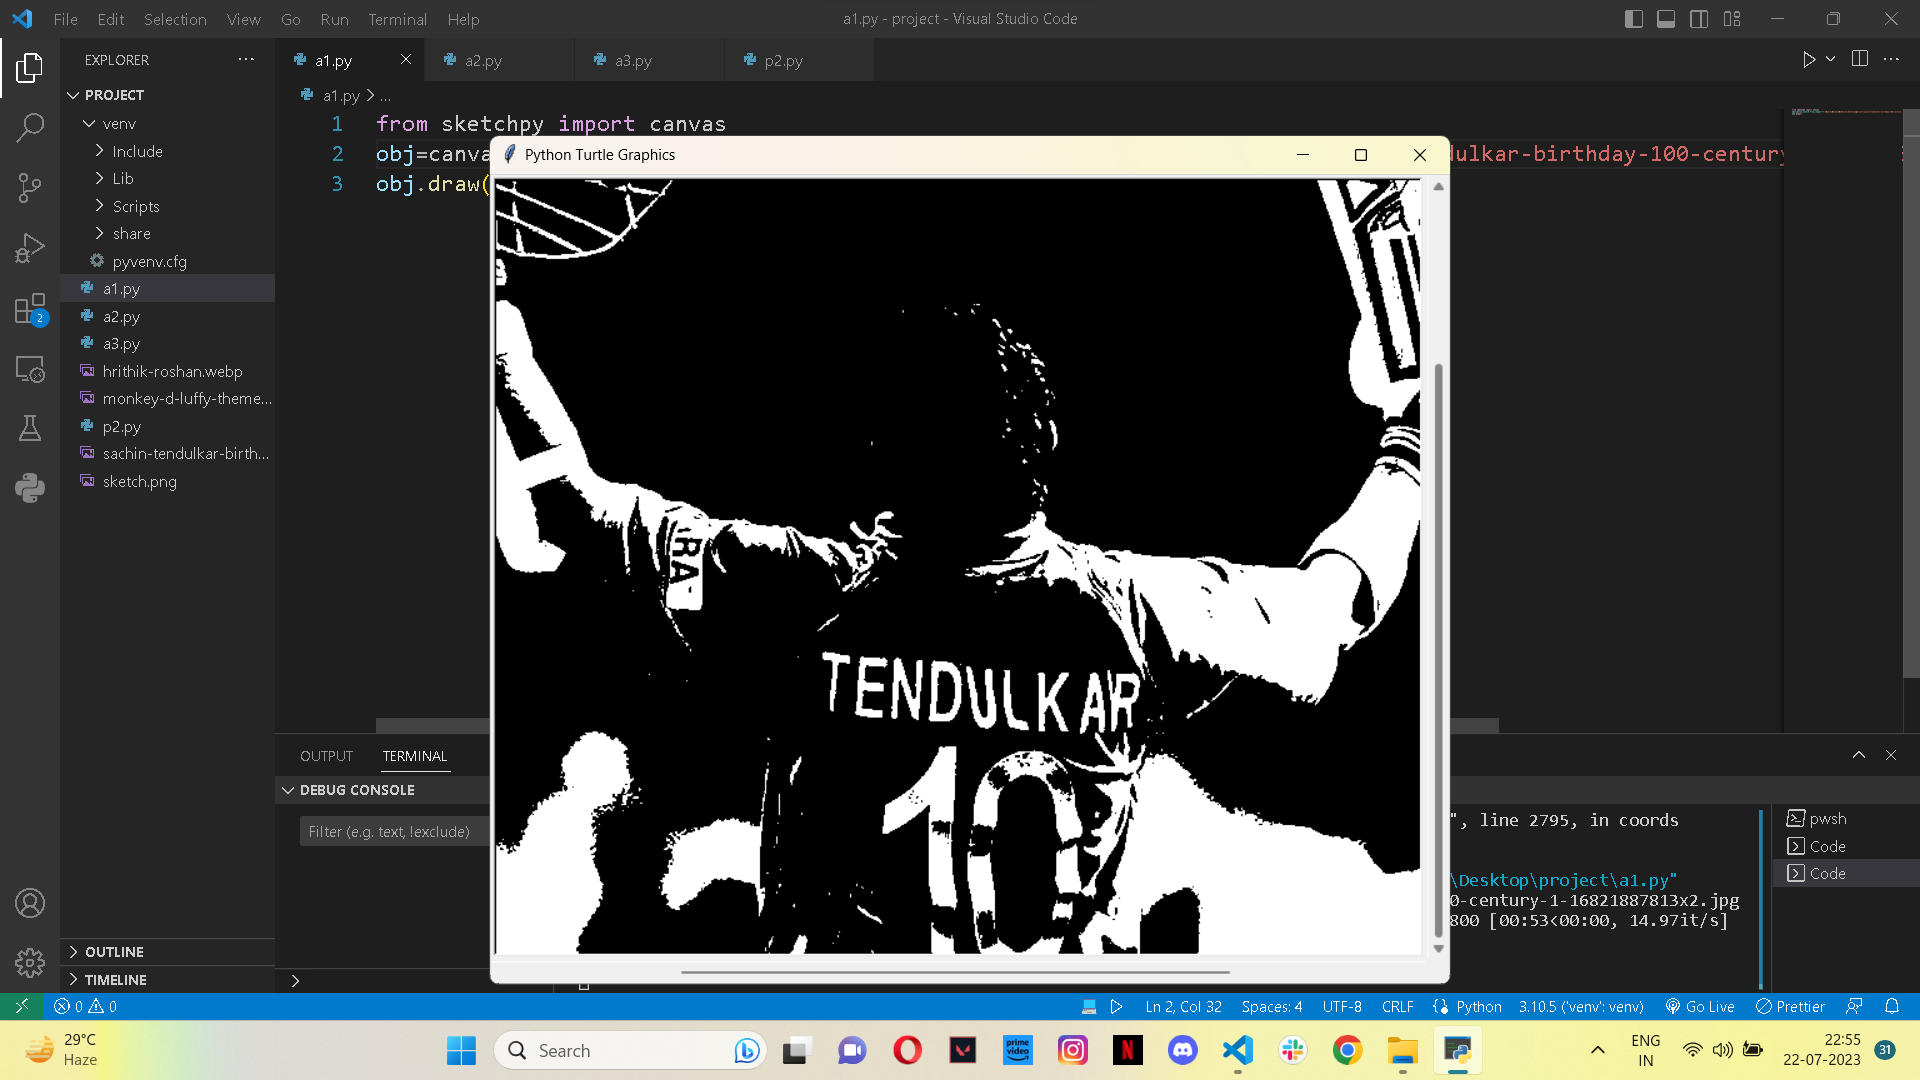 File Edit Selection View Go Run Terminal Help
a1.py - project - Visual Studio Code
EXPLORER
PROJECT
venv
Include
Lib
Scripts
share
pyvenv.cfg
a1.py
a2.py
a3.py
hrithik-roshan.webp
monkey-d-luffy-theme...
p2.py
sachin-tendulkar-birth...
sketch.png
OUTLINE
TIMELINE
2
a1.py a2.py a3.py p2.py
a1.py > ...
1 from sketchpy import canvas
2 obj=canva
dulkar-birthday-100-century
3 obj.draw(
Python Turtle Graphics
RA
TENDULKAR
10
OUTPUT TERMINAL
DEBUG CONSOLE
Filter (e.g. text, !exclude)
", line 2795, in coords
\Desktop\project\a1.py"
0-century-1-16821887813x2.jpg
800 [00:53<00:00, 14.97it/s]
pwsh
Code
Code
0 0
Ln 2, Col 32 Spaces: 4 UTF-8 CRLF Python 3.10.5 ('venv': venv) Go Live Prettier
29°C
Haze
Search
prime video
N
ENG
IN
22:55
22-07-2023
31